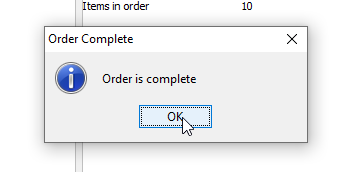 Items in order 10
Order Complete
Order is complete
OK